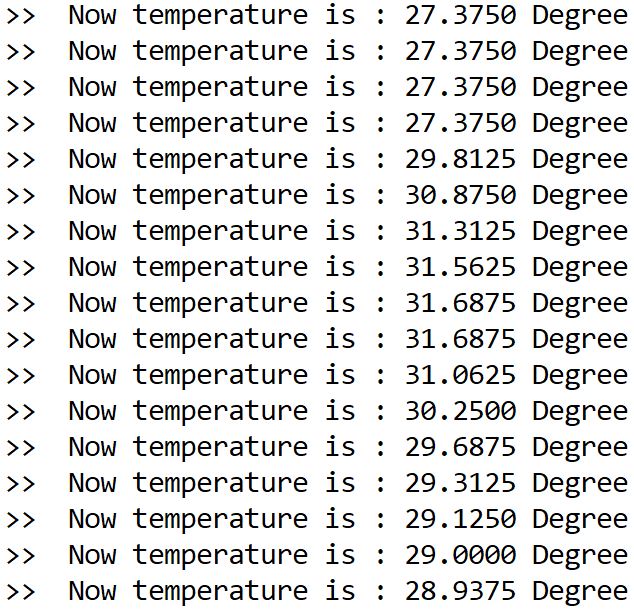 >>  Now temperature is : 27.3750 Degree
>>  Now temperature is : 27.3750 Degree
>>  Now temperature is : 27.3750 Degree
>>  Now temperature is : 27.3750 Degree
>>  Now temperature is : 29.8125 Degree
>>  Now temperature is : 30.8750 Degree
>>  Now temperature is : 31.3125 Degree
>>  Now temperature is : 31.5625 Degree
>>  Now temperature is : 31.6875 Degree
>>  Now temperature is : 31.6875 Degree
>>  Now temperature is : 31.0625 Degree
>>  Now temperature is : 30.2500 Degree
>>  Now temperature is : 29.6875 Degree
>>  Now temperature is : 29.3125 Degree
>>  Now temperature is : 29.1250 Degree
>>  Now temperature is : 29.0000 Degree
>>  Now temperature is : 28.9375 Degree